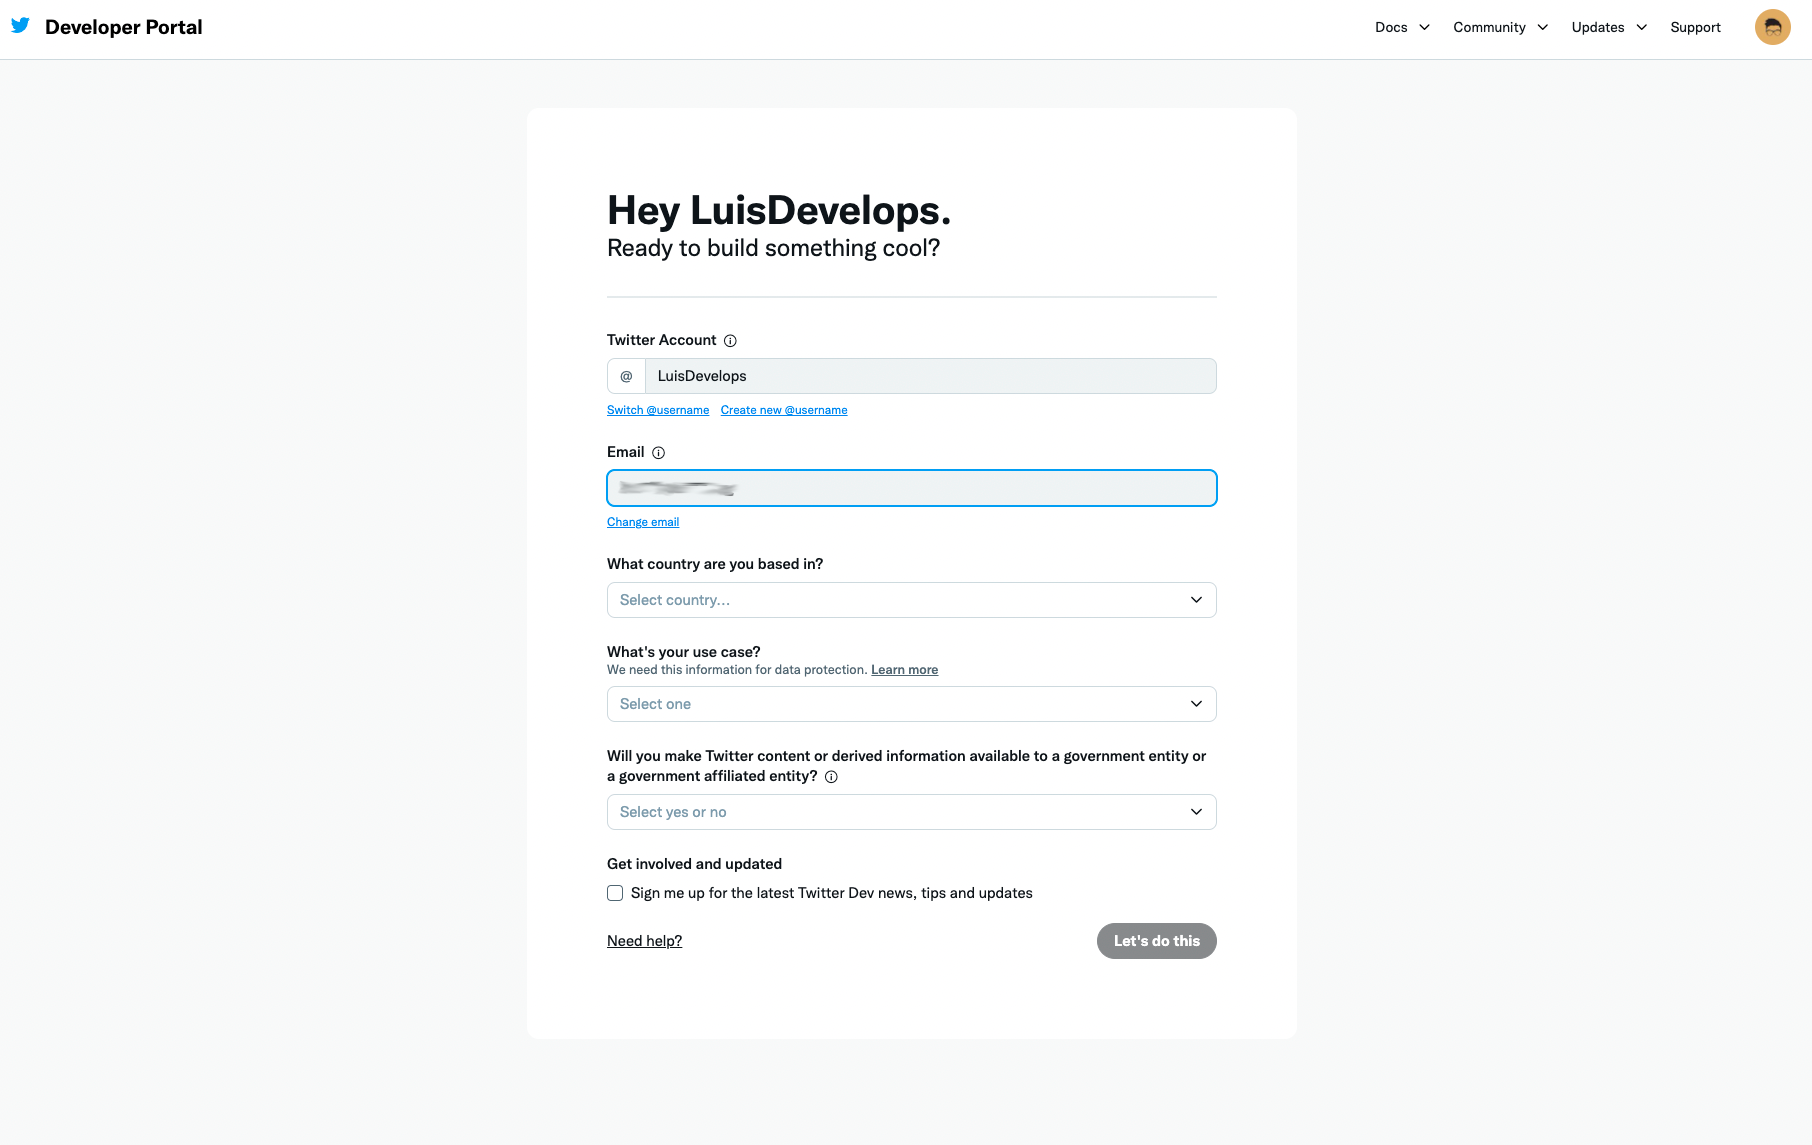 Developer Portal
Docs
Community
Updates
Support
Hey LuisDevelops.
Ready to build something cool?
Twitter Account
@ LuisDevelops
Switch @username Create new @username
Email
Change email
What country are you based in?
Select country...
What's your use case?
We need this information for data protection. Learn more
Select one
Will you make Twitter content or derived information available to a government entity or
a government affiliated entity?
Select yes or no
Get involved and updated
Sign me up for the latest Twitter Dev news, tips and updates
Need help?
Let's do this